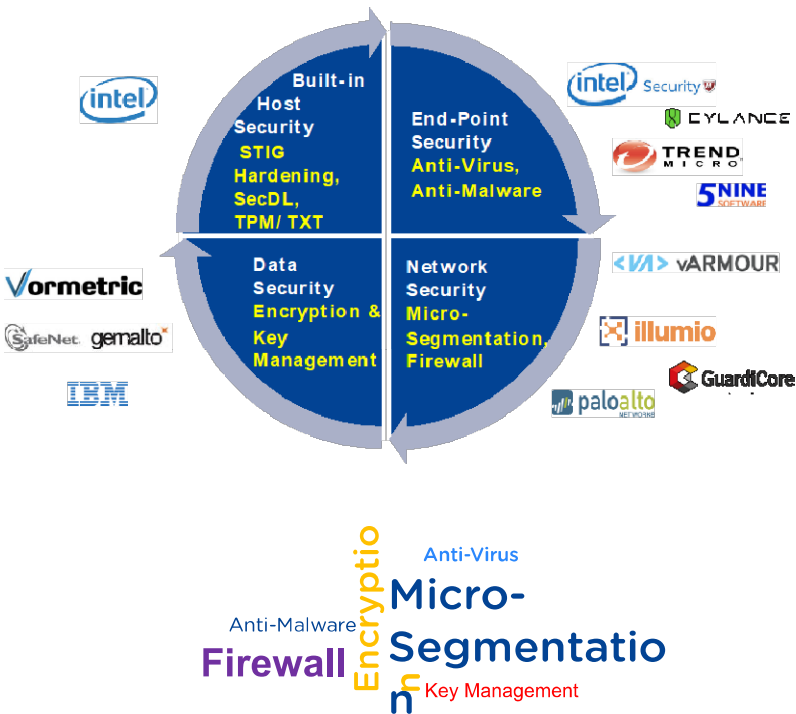 Built-in
Host
Security
STIG
Hardening,
SecDL,
TPM/ TXT
End-Point
Security
Anti-Virus,
Anti-Malware
Data
Security
Encryption &
Key
Management
Network
Security
Micro-
Segmentation,
Firewall
intel
intel Security
CYLANCE
TREND
MICRO
5NINE
SOFTWARE
Vormetric
SafeNet. gemalto
IBM
<VA> vARMOUR
illumio
GuardiCore
paloalto
NETWORKS
Encryptio
n
Anti-Virus
Micro-
Segmentatio
n
Anti-Malware
Firewall
Key Management